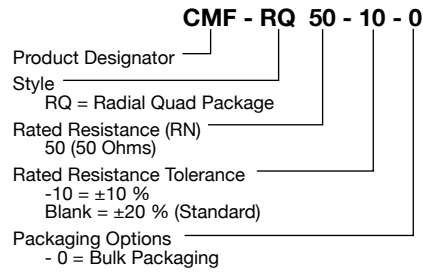 CMF - RQ 50 - 10 - 0
Product Designator
Style
RQ = Radial Quad Package
Rated Resistance (RN)
50 (50 Ohms)
Rated Resistance Tolerance
-10 = ±10 %
Blank = ±20 % (Standard)
Packaging Options
- 0 = Bulk Packaging